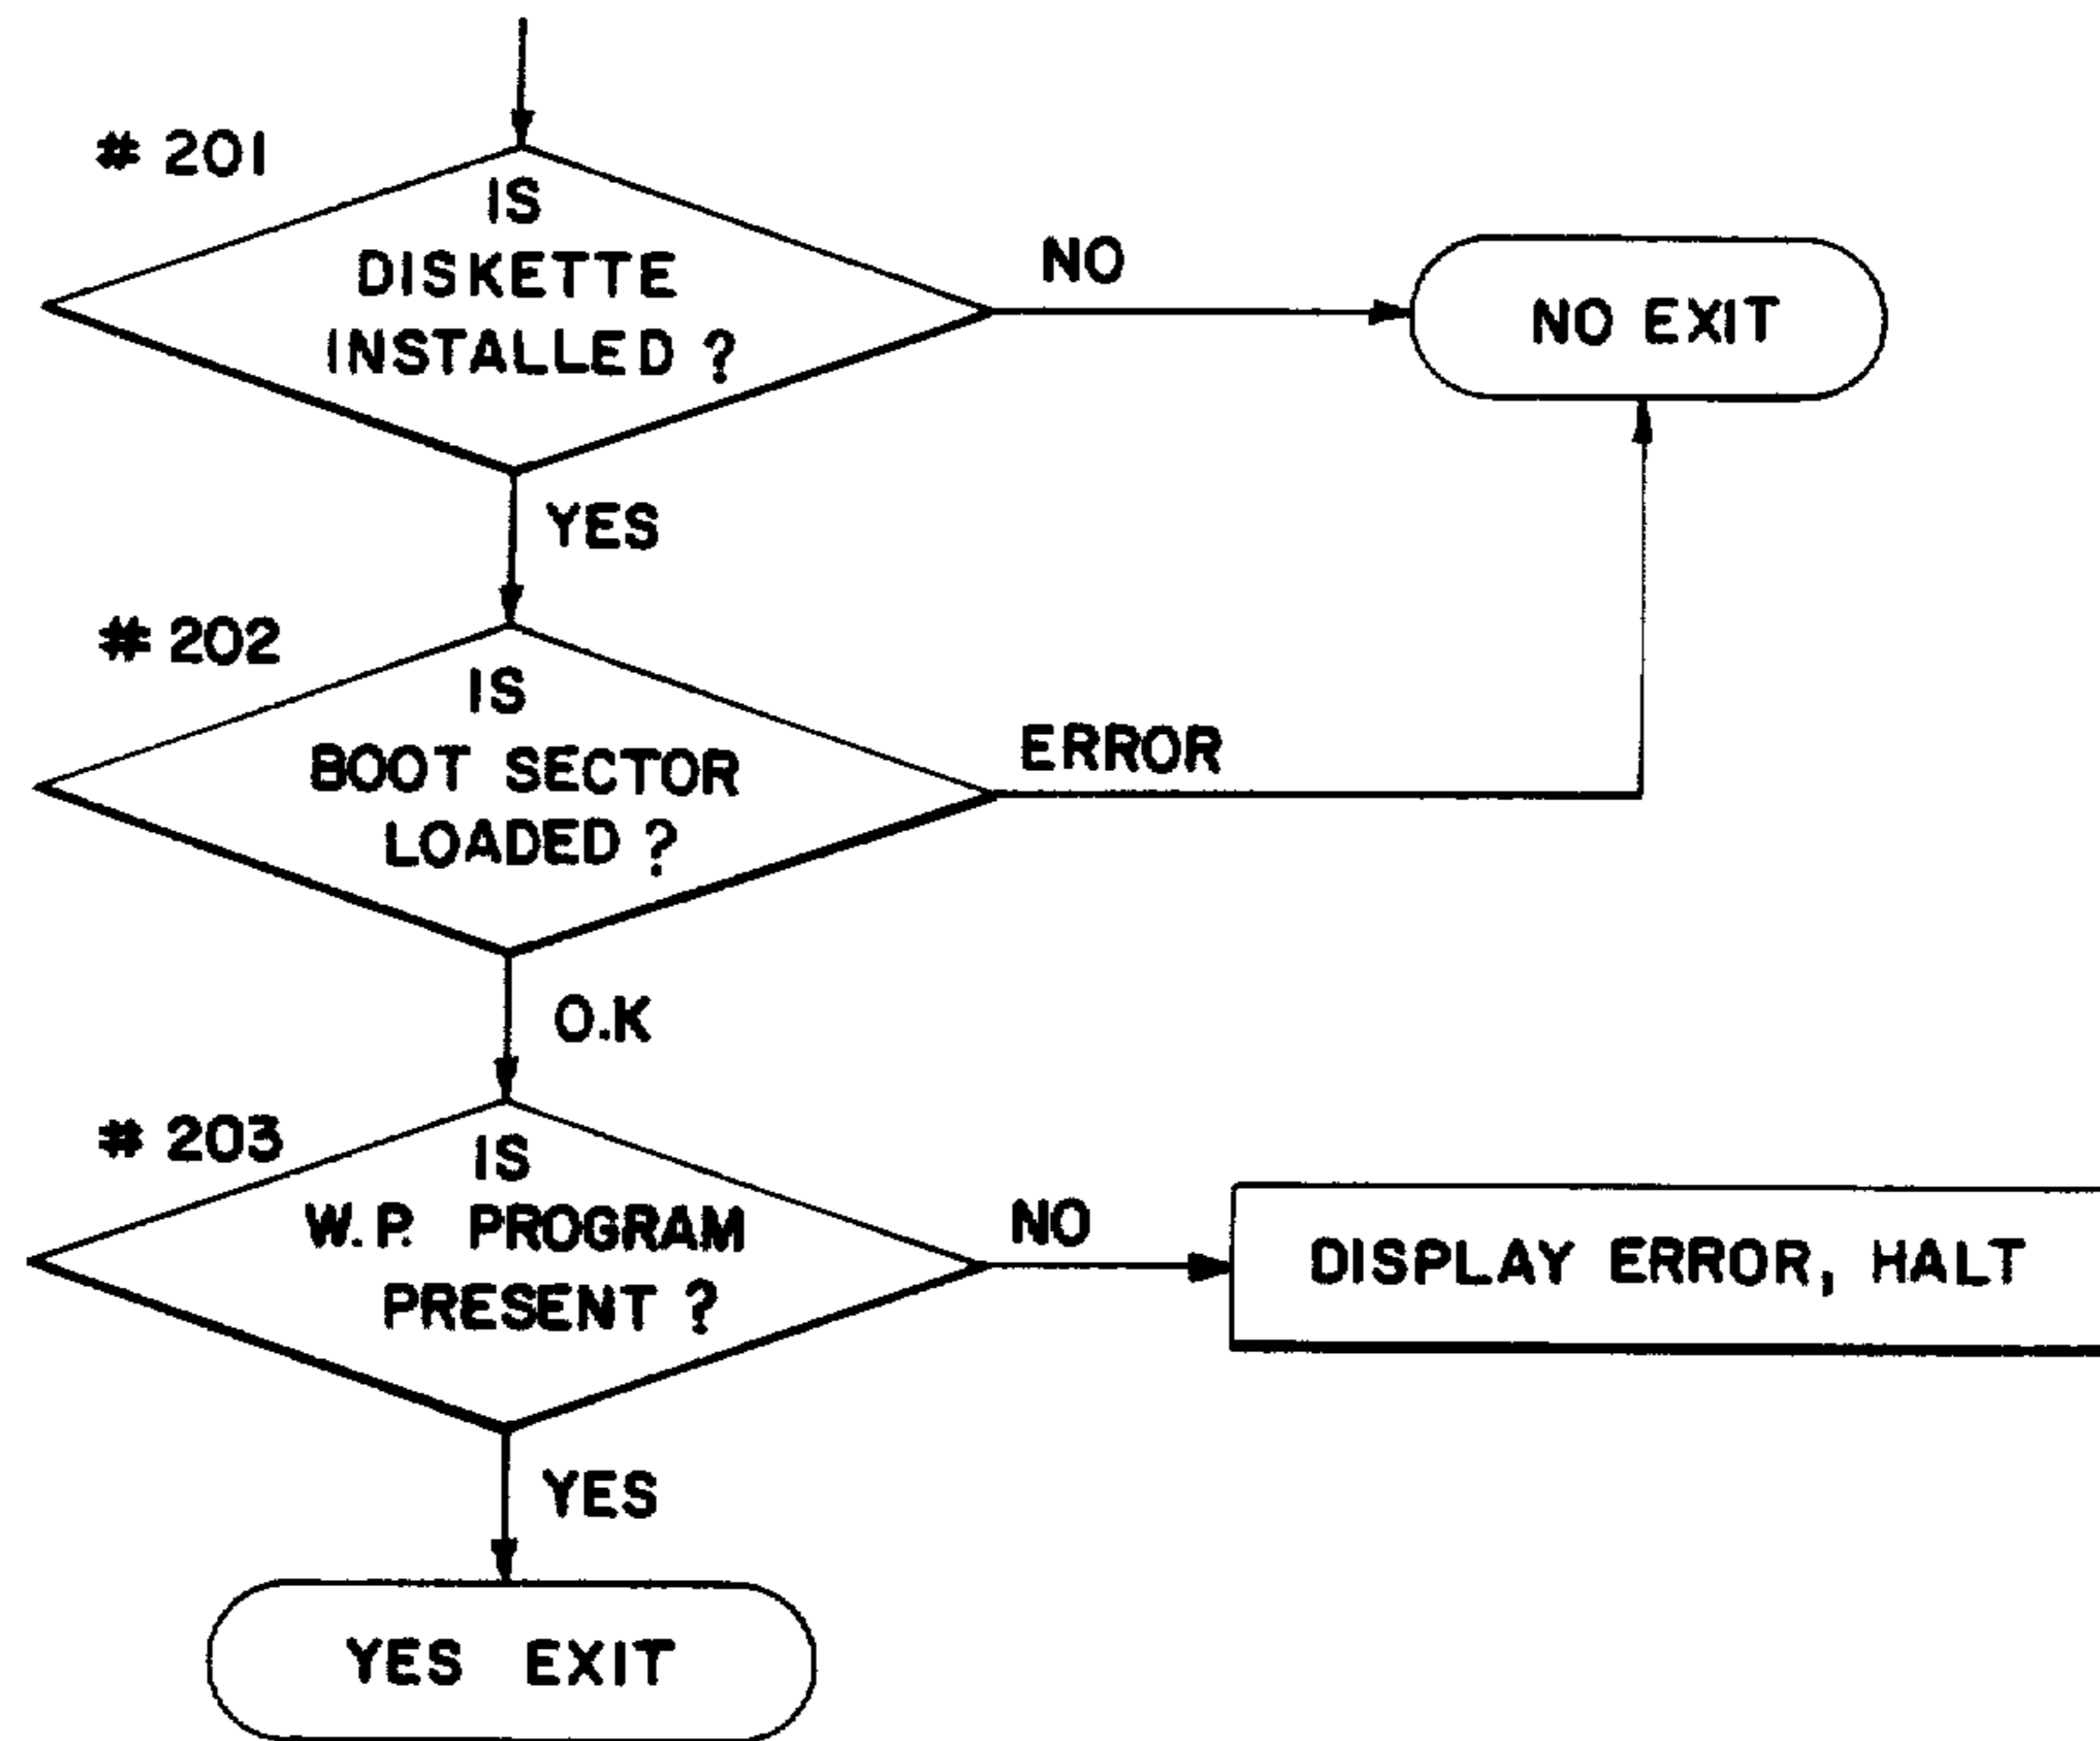 # 201
IS
DISKETTE
INSTALLED ?
NO
NO EXIT
YES
# 202
IS
BOOT SECTOR
LOADED ?
ERROR
O.K
# 203
IS
W.P. PROGRAM
PRESENT ?
NO
DISPLAY ERROR, HALT
YES
YES EXIT